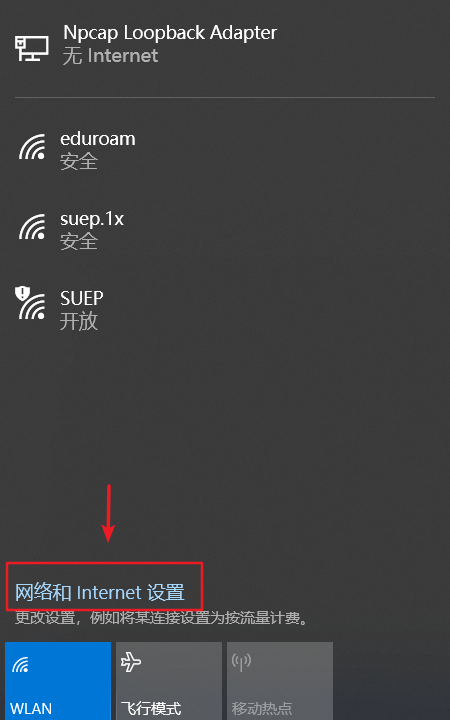 Npcap Loopback Adapter
无 Internet
eduroam
安全
suep.1x
安全
SUEP
开放
网络和 Internet 设置
更改设置，例如将某连接设置为按流量计费。
WLAN
飞行模式
移动热点